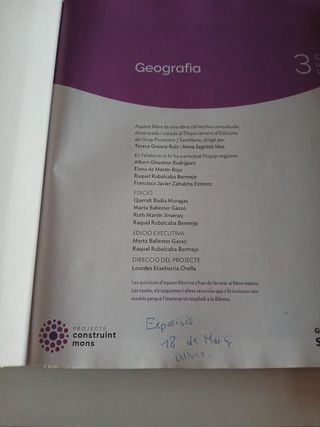 Geografia
3
Aquest llibre és una obra col·lectiva concebuda,
dissenyada i creada al Departament d'Edicions
de Grup Promotor / Santillana, dirigit per
Teresa Grence Ruiz i Anna Sagristà Mas.
En l'elaboració hi ha participat l'equip següent:
Albert Ghanime Rodríguez
Elena de Martín Rojo
Raquel Rubalcaba Bermejo
Francisco Javier Zabaleta Estévez
EDICIÓ
Queralt Badia Moragas
Marta Ballester Gassó
Ruth Martín Jiménez
Raquel Rubalcaba Bermejo
EDICIÓ EXECUTIVA
Marta Ballester Gassó
Raquel Rubalcaba Bermejo
DIRECCIÓ DEL PROJECTE
Lourdes Etxebarria Orella
Les activitats d'aquest llibre no s'han de fer mai al llibre mateix.
Les taules, els esquemes i altres recursos que s'hi inclouen són
models perquè l'alumnat els traslladi a la llibreta.
PROJECTE
construint
mons
Exposició
18 de Març
Dilluns